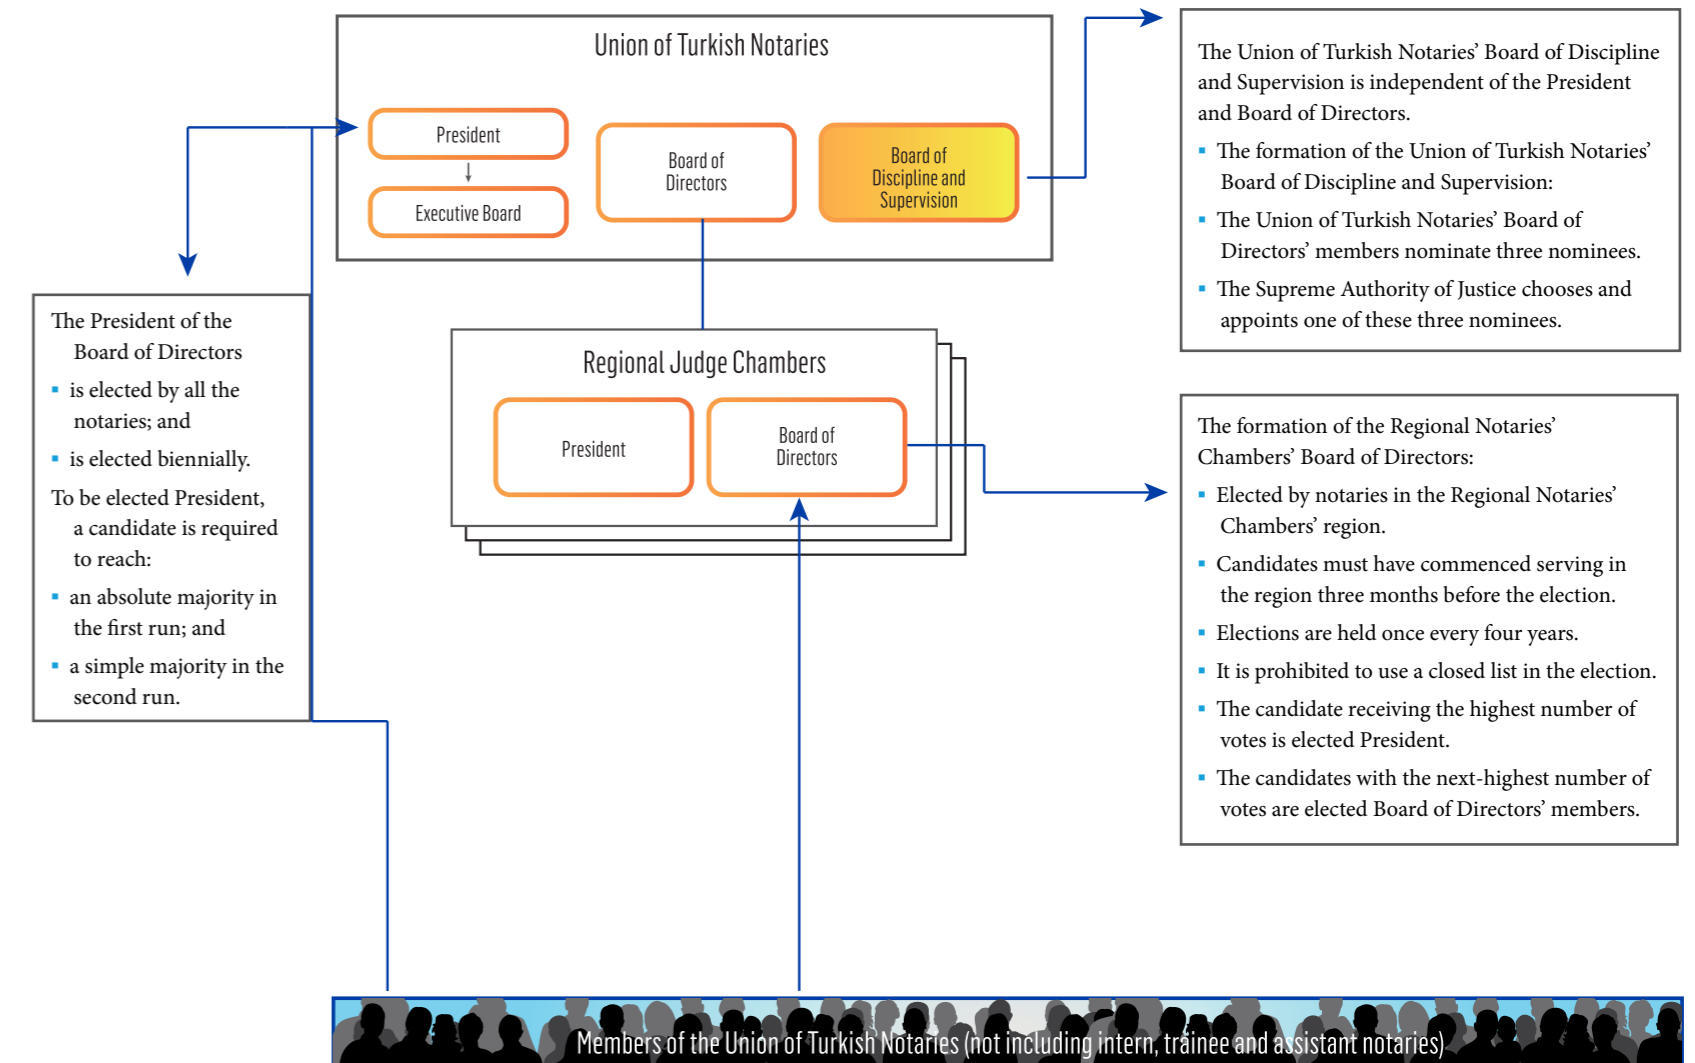 Union of Turkish Notaries
President
Executive Board
Board of
Directors
Board of
Discipline and
Supervision
The Union of Turkish Notaries’ Board of Discipline
and Supervision is independent of the President
and Board of Directors.
▪ The formation of the Union of Turkish Notaries’
Board of Discipline and Supervision:
▪ The Union of Turkish Notaries’ Board of
Directors’ members nominate three nominees.
▪ The Supreme Authority of Justice chooses and
appoints one of these three nominees.
The President of the
Board of Directors
▪ is elected by all the
notaries; and
▪ is elected biennially.
To be elected President,
a candidate is required
to reach:
▪ an absolute majority in
the first run; and
▪ a simple majority in the
second run.
Regional Judge Chambers
President
Board of
Directors
The formation of the Regional Notaries’
Chambers’ Board of Directors:
▪ Elected by notaries in the Regional Notaries’
Chambers’ region.
▪ Candidates must have commenced serving in
the region three months before the election.
▪ Elections are held once every four years.
▪ It is prohibited to use a closed list in the election.
▪ The candidate receiving the highest number of
votes is elected President.
▪ The candidates with the next-highest number of
votes are elected Board of Directors’ members.
Members of the Union of Turkish Notaries (not including intern, trainee and assistant notaries)